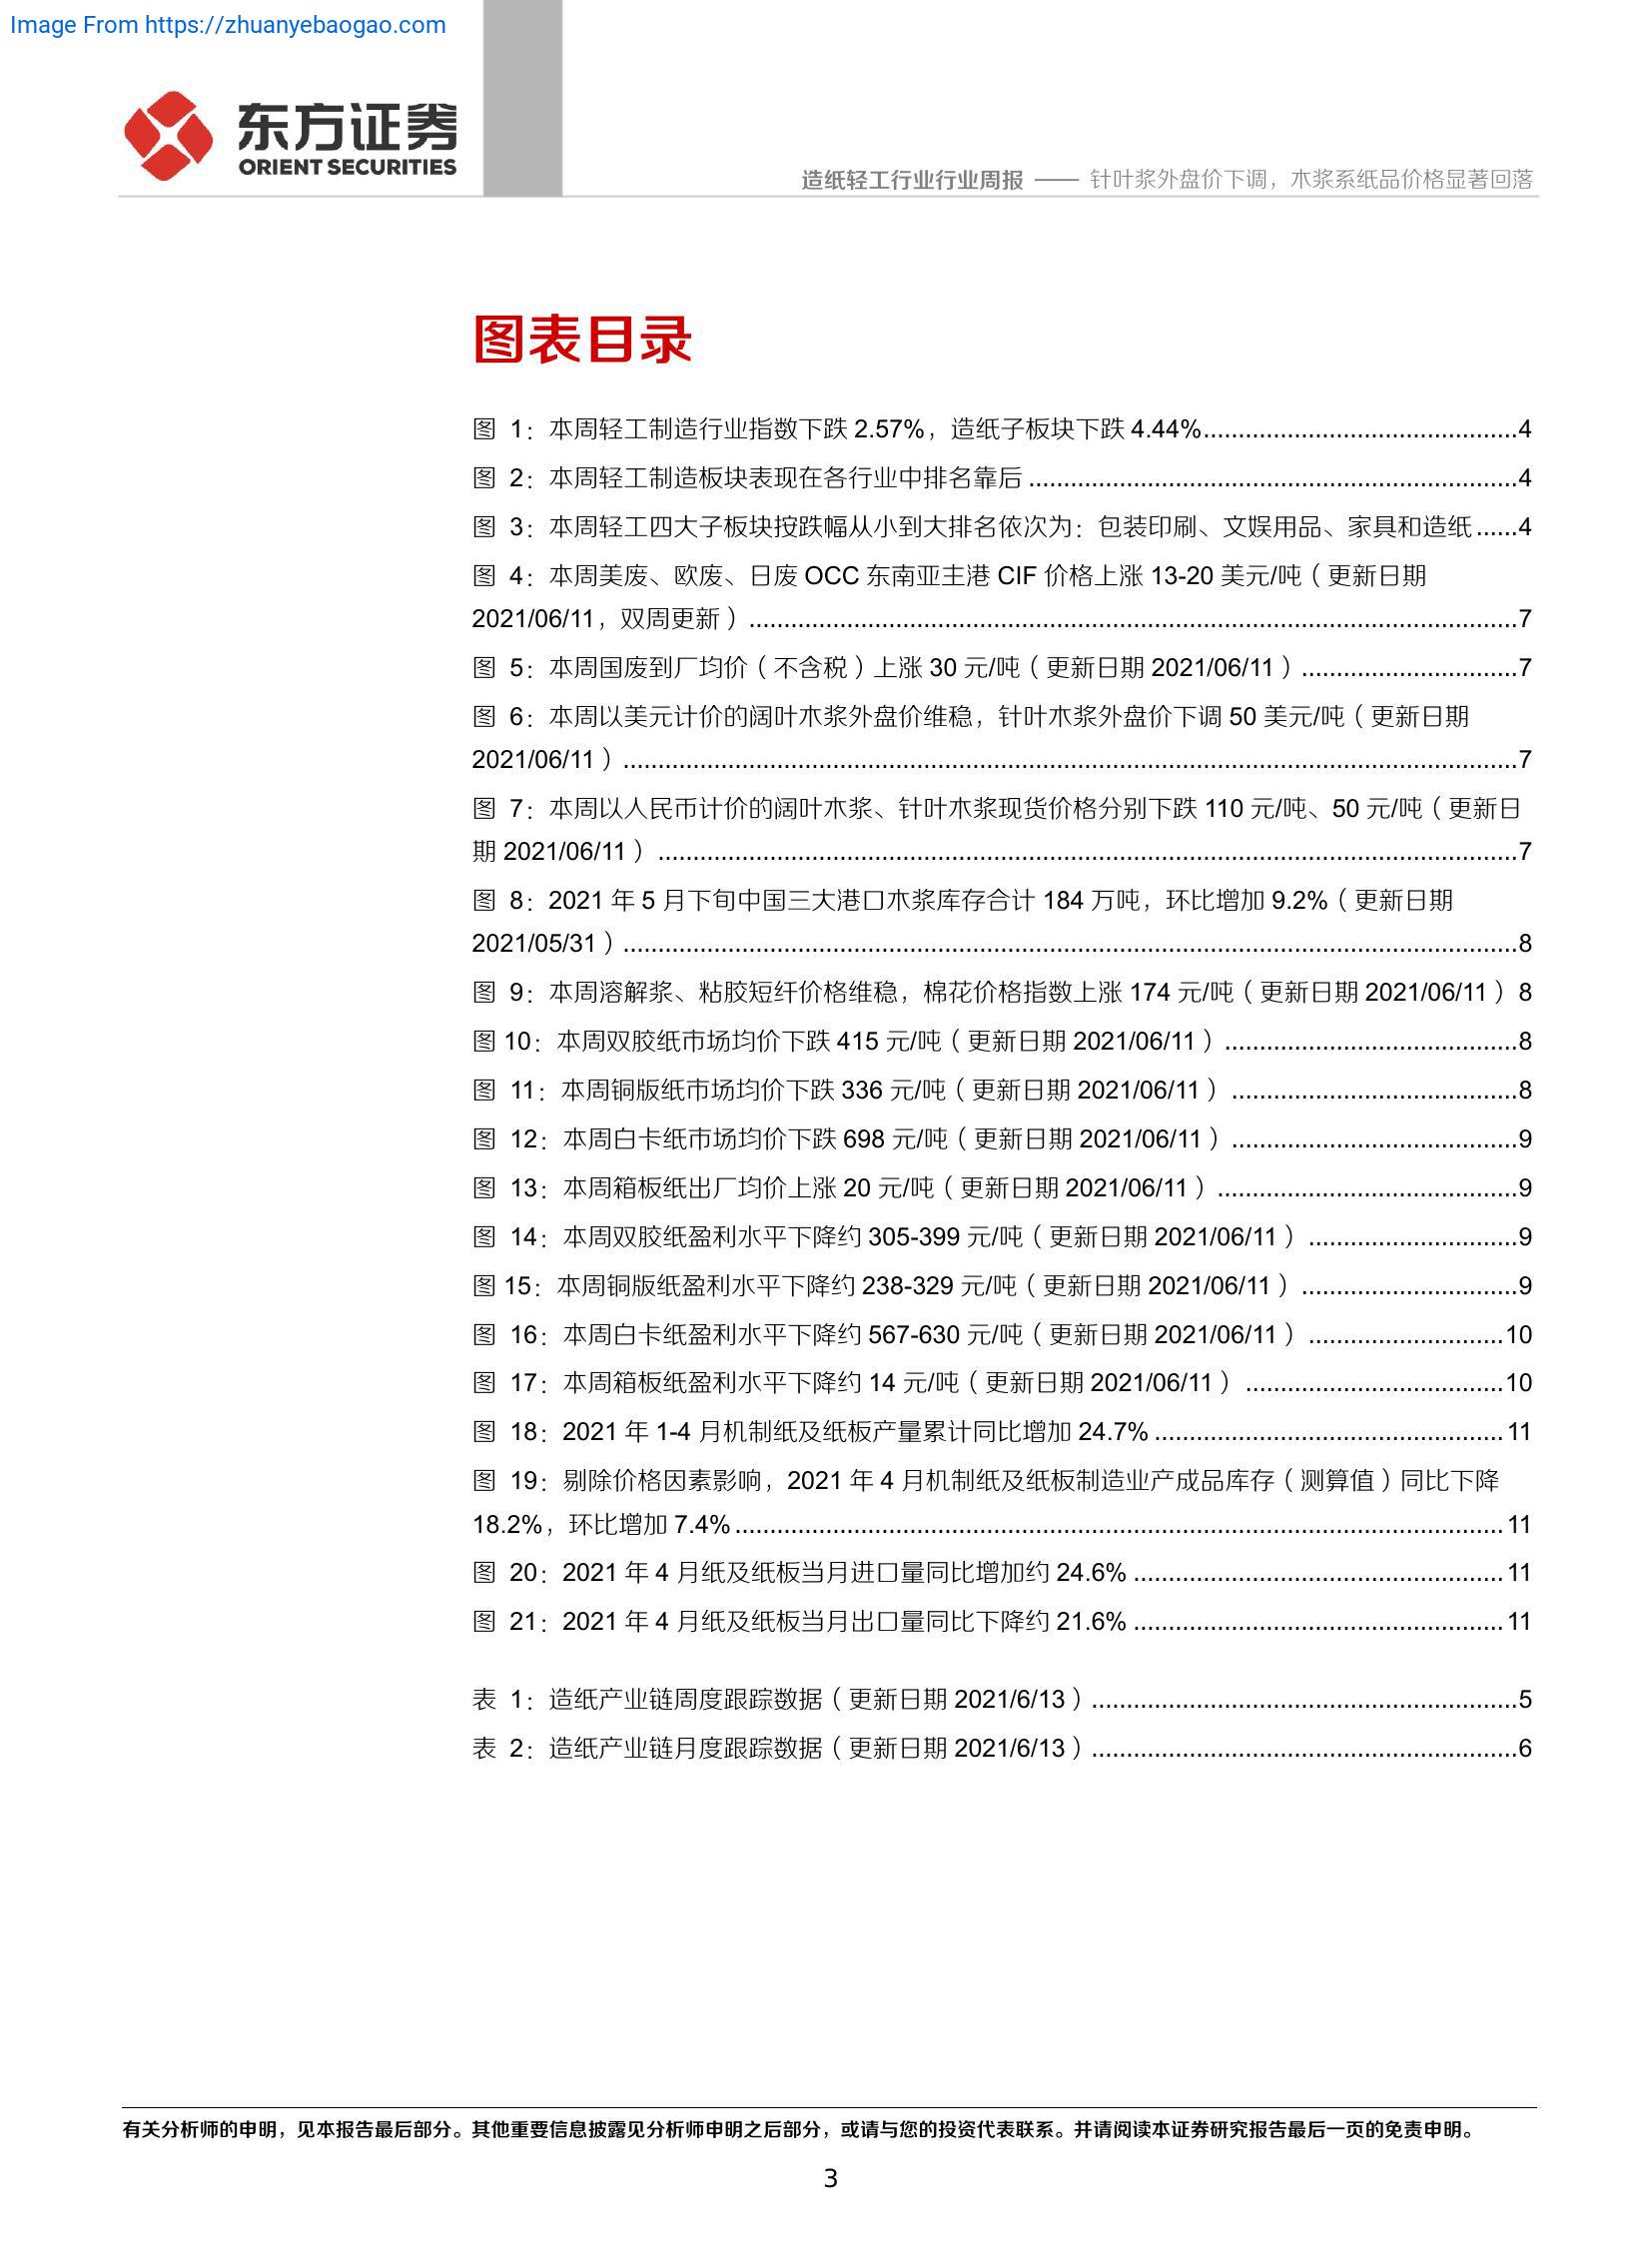 Image From https://zhuanyebaogao.com
东方证券
ORIENT SECURITIES
造纸轻工行业行业周报 —— 针叶浆外盘价下调，木浆系纸品价格显著回落
图表目录
图 1：本周轻工制造行业指数下跌 2.57%，造纸子板块下跌 4.44%.............................................4
图 2：本周轻工制造板块表现在各行业中排名靠后 ......................................................................4
图 3：本周轻工四大子板块按跌幅从小到大排名依次为：包装印刷、文娱用品、家具和造纸 ......4
图 4：本周美废、欧废、日废 OCC 东南亚主港 CIF 价格上涨 13-20 美元/吨（更新日期
2021/06/11，双周更新）..............................................................................................................7
图 5：本周国废到厂均价（不含税）上涨 30 元/吨（更新日期 2021/06/11）...............................7
图 6：本周以美元计价的阔叶木浆外盘价维稳，针叶木浆外盘价下调 50 美元/吨（更新日期
2021/06/11）................................................................................................................................7
图 7：本周以人民币计价的阔叶木浆、针叶木浆现货价格分别下跌 110 元/吨、50 元/吨（更新日
期 2021/06/11）...........................................................................................................................7
图 8：2021 年 5 月下旬中国三大港口木浆库存合计 184 万吨，环比增加 9.2%（更新日期
2021/05/31）................................................................................................................................8
图 9：本周溶解浆、粘胶短纤价格维稳，棉花价格指数上涨 174 元/吨（更新日期 2021/06/11）8
图 10：本周双胶纸市场均价下跌 415 元/吨（更新日期 2021/06/11）..........................................8
图 11：本周铜版纸市场均价下跌 336 元/吨（更新日期 2021/06/11）.........................................8
图 12：本周白卡纸市场均价下跌 698 元/吨（更新日期 2021/06/11）.........................................9
图 13：本周箱板纸出厂均价上涨 20 元/吨（更新日期 2021/06/11）...........................................9
图 14：本周双胶纸盈利水平下降约 305-399 元/吨（更新日期 2021/06/11）..............................9
图 15：本周铜版纸盈利水平下降约 238-329 元/吨（更新日期 2021/06/11）...............................9
图 16：本周白卡纸盈利水平下降约 567-630 元/吨（更新日期 2021/06/11）............................10
图 17：本周箱板纸盈利水平下降约 14 元/吨（更新日期 2021/06/11）.....................................10
图 18：2021 年 1-4 月机制纸及纸板产量累计同比增加 24.7%..................................................11
图 19：剔除价格因素影响，2021 年 4 月机制纸及纸板制造业产成品库存（测算值）同比下降
18.2%，环比增加 7.4%..............................................................................................................11
图 20：2021 年 4 月纸及纸板当月进口量同比增加约 24.6%.....................................................11
图 21：2021 年 4 月纸及纸板当月出口量同比下降约 21.6%.....................................................11
表 1：造纸产业链周度跟踪数据（更新日期 2021/6/13）.............................................................5
表 2：造纸产业链月度跟踪数据（更新日期 2021/6/13）.............................................................6
有关分析师的申明，见本报告最后部分。其他重要信息披露见分析师申明之后部分，或请与您的投资代表联系。并请阅读本证券研究报告最后一页的免责申明。
3